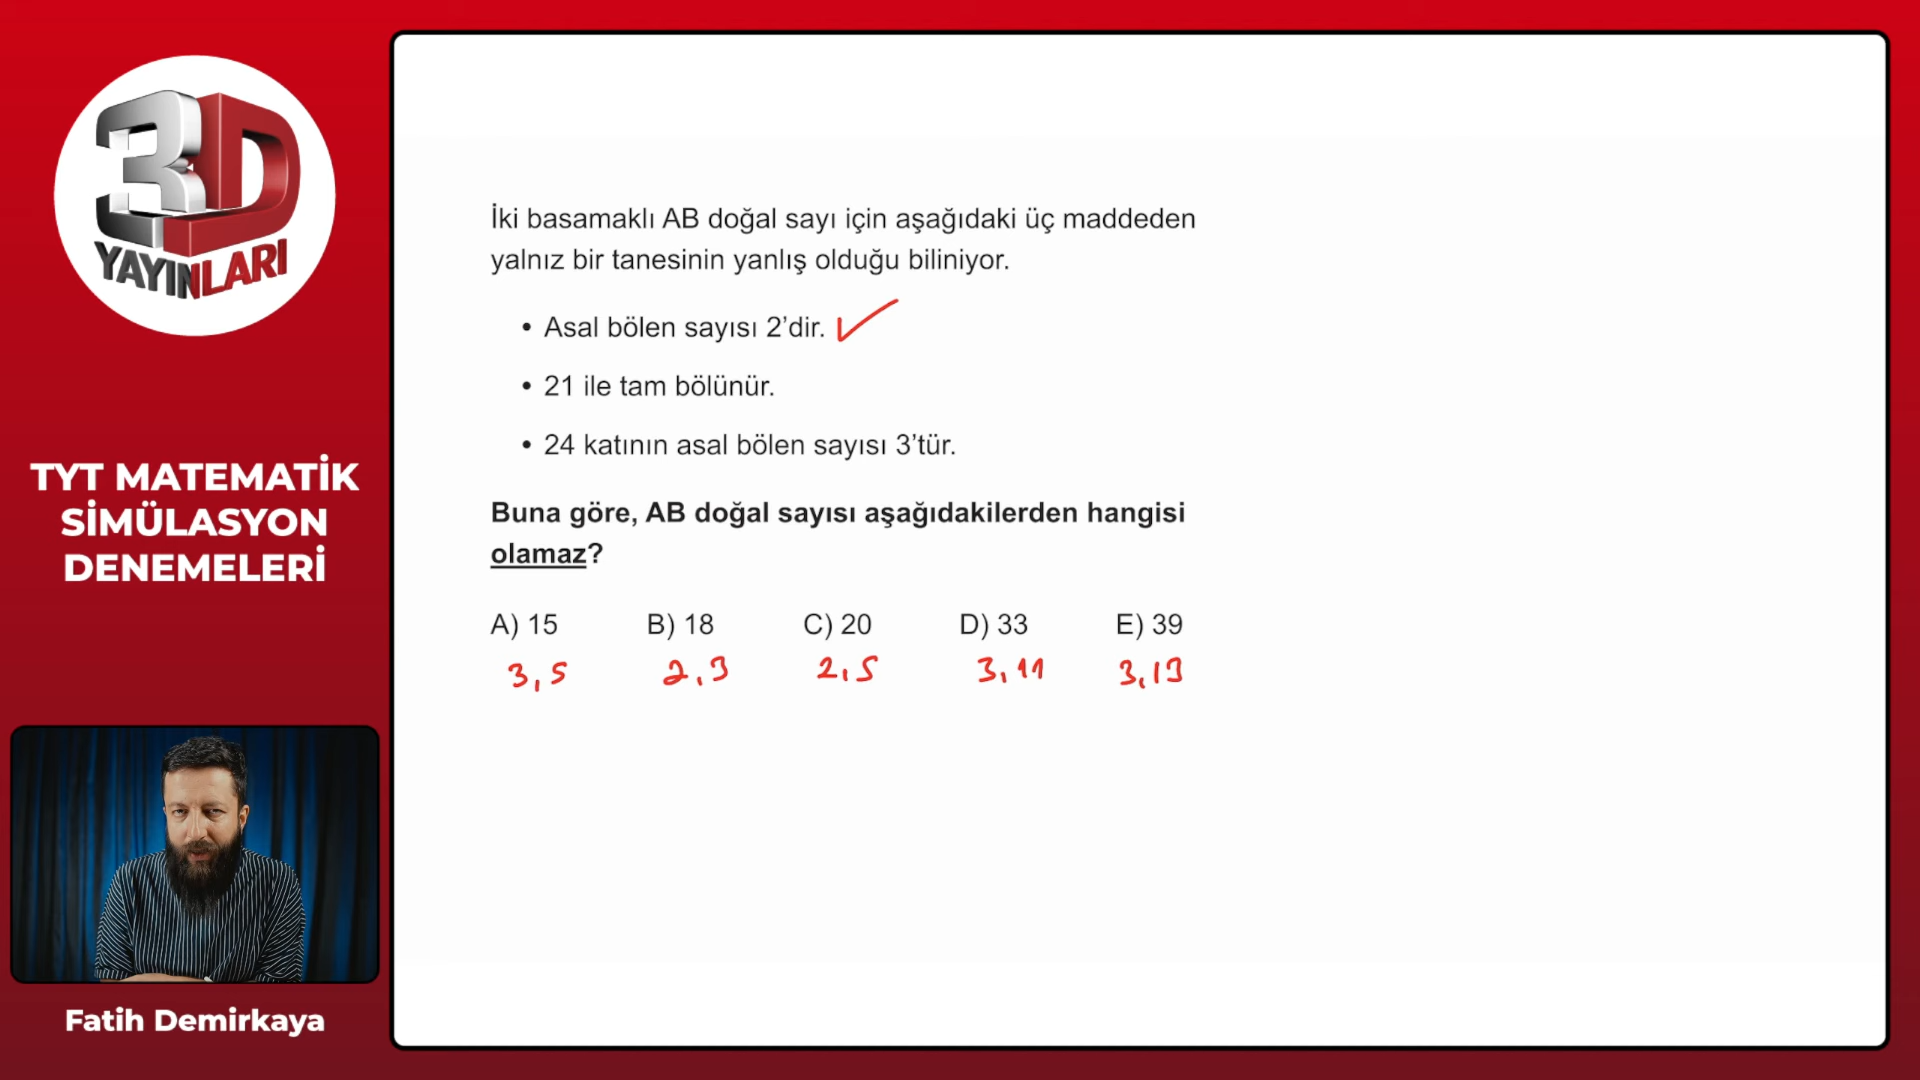 3D
YAYINLARI
TYT MATEMATİK
SİMÜLASYON
DENEMELERİ
Fatih Demirkaya
İki basamaklı AB doğal sayı için aşağıdaki üç maddeden
yalnız bir tanesinin yanlış olduğu biliniyor.
• Asal bölen sayısı 2’dir.
• 21 ile tam bölünür.
• 24 katının asal bölen sayısı 3’tür.
Buna göre, AB doğal sayısı aşağıdakilerden hangisi
olamaz?
A) 15 B) 18 C) 20 D) 33 E) 39
3,5 2,3 2,5 3,11 3,13